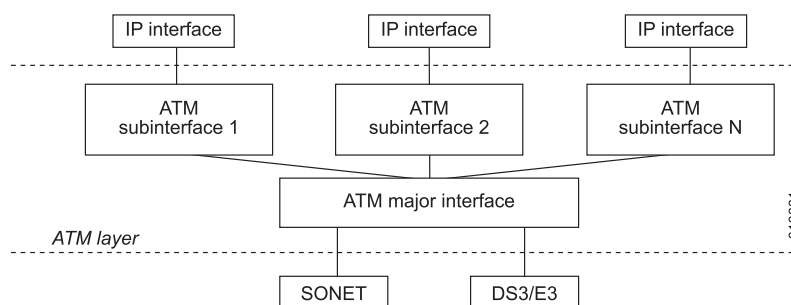 IP interface
IP interface
IP interface
ATM
subinterface 1
ATM
subinterface 2
ATM
subinterface N
ATM major interface
ATM layer
SONET
DS3/E3